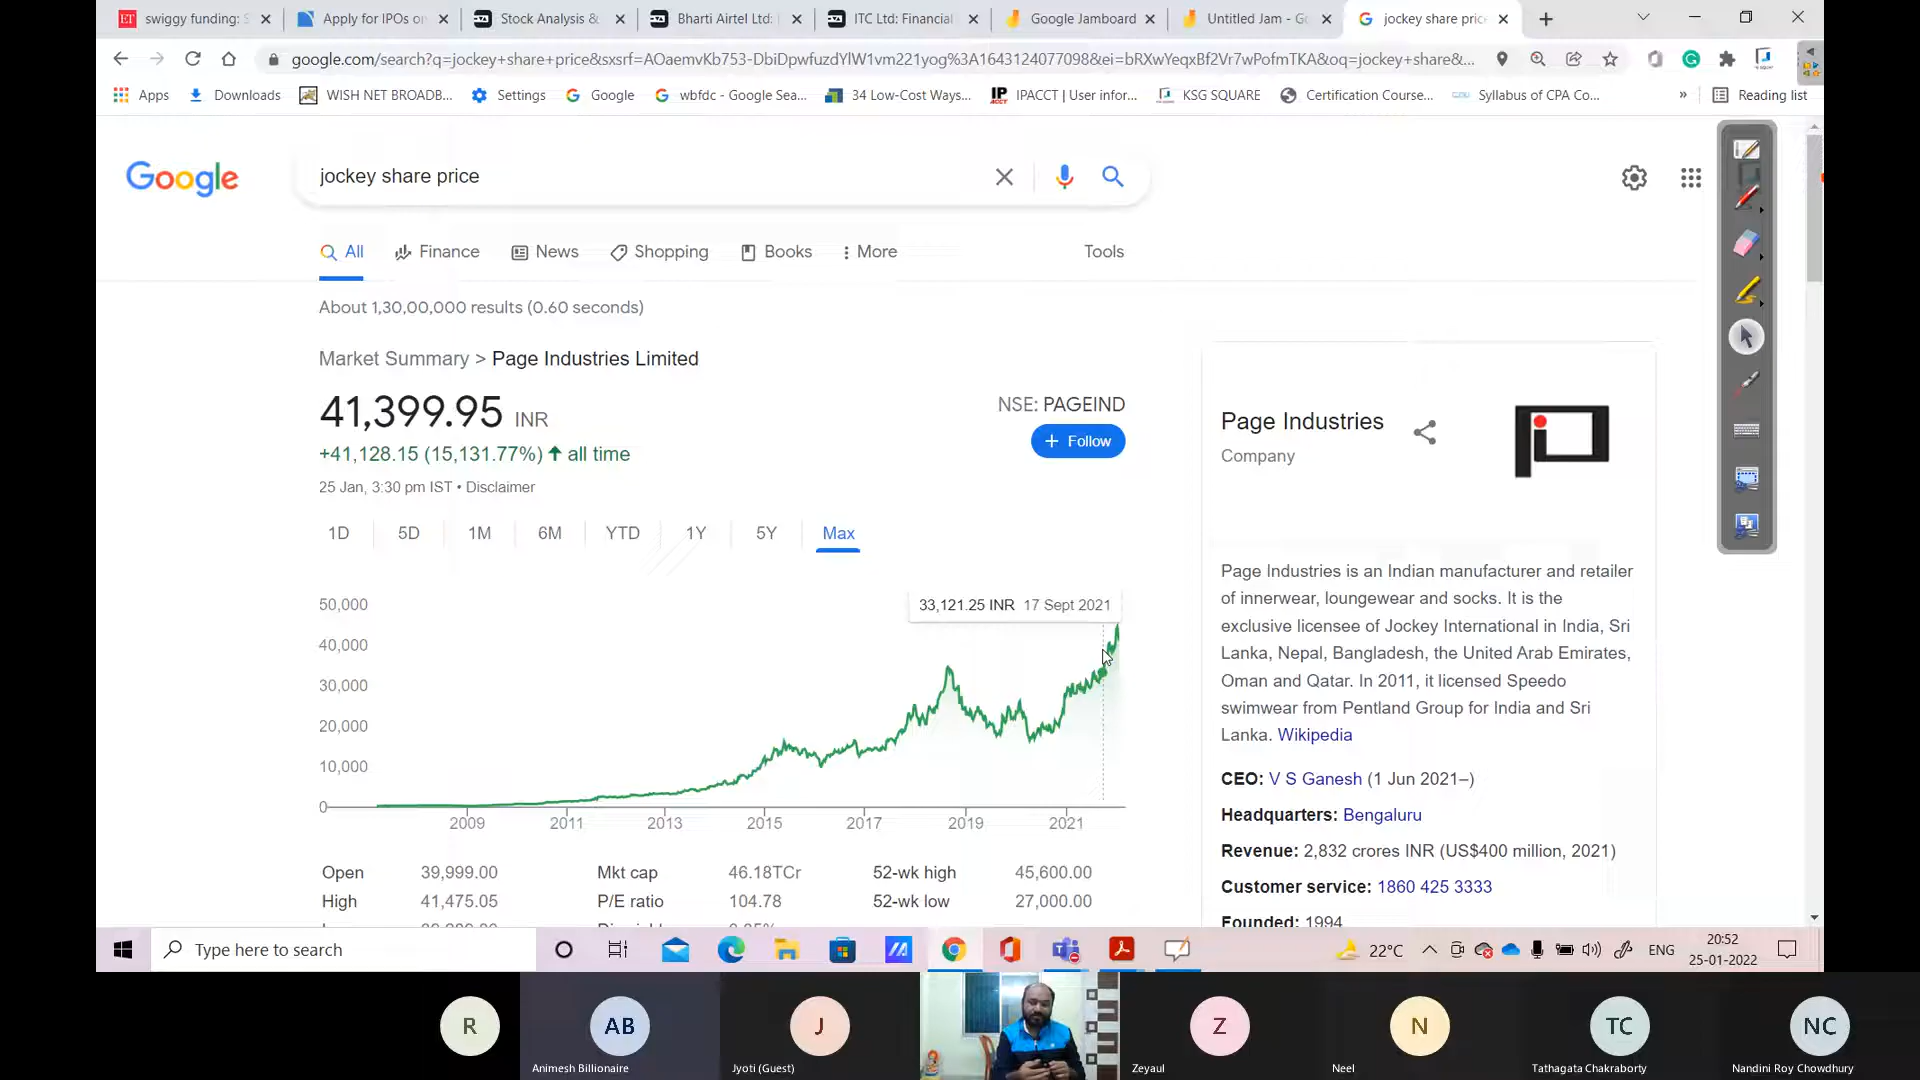 swiggy funding: S
Apply for IPOs on
Stock Analysis &
Bharti Airtel Ltd:
ITC Ltd: Financial
Google Jamboard
Untitled Jam - Go
jockey share pric
google.com/search?q=jockey+share+price&sxsrf=AOaemvKb753-DbiDpwfuzdYlW1vm221yog%3A1643124077098&ei=bRXwYeqxBf2Vr7wPofmTKA&oq=jockey+share&...
Apps
Downloads
WISH NET BROADB...
Settings
Google
wbfdc - Google Sea...
34 Low-Cost Ways...
IPACCT | User infor...
KSG SQUARE
Certification Course...
Syllabus of CPA Co...
»
Reading list
Google
jockey share price
All
Finance
News
Shopping
Books
More
Tools
About 1,30,00,000 results (0.60 seconds)
Market Summary > Page Industries Limited
41,399.95 INR
NSE: PAGEIND
+ Follow
+41,128.15 (15,131.77%) ↑ all time
25 Jan, 3:30 pm IST • Disclaimer
1D
5D
1M
6M
YTD
1Y
5Y
Max
33,121.25 INR 17 Sept 2021
50,000
40,000
30,000
20,000
10,000
0
2009
2011
2013
2015
2017
2019
2021
Open 39,999.00
Mkt cap 46.18TCr
52-wk high 45,600.00
High 41,475.05
P/E ratio 104.78
52-wk low 27,000.00
Page Industries
Company
Page Industries is an Indian manufacturer and retailer
of innerwear, loungewear and socks. It is the
exclusive licensee of Jockey International in India, Sri
Lanka, Nepal, Bangladesh, the United Arab Emirates,
Oman and Qatar. In 2011, it licensed Speedo
swimwear from Pentland Group for India and Sri
Lanka. Wikipedia
CEO: V S Ganesh (1 Jun 2021–)
Headquarters: Bengaluru
Revenue: 2,832 crores INR (US$400 million, 2021)
Customer service: 1860 425 3333
Founded: 1994
Type here to search
22°C
ENG
20:52
25-01-2022
R
AB
Animesh Billionaire
J
Jyoti (Guest)
Z
Zeyaul
N
Neel
TC
Tathagata Chakraborty
NC
Nandini Roy Chowdhury